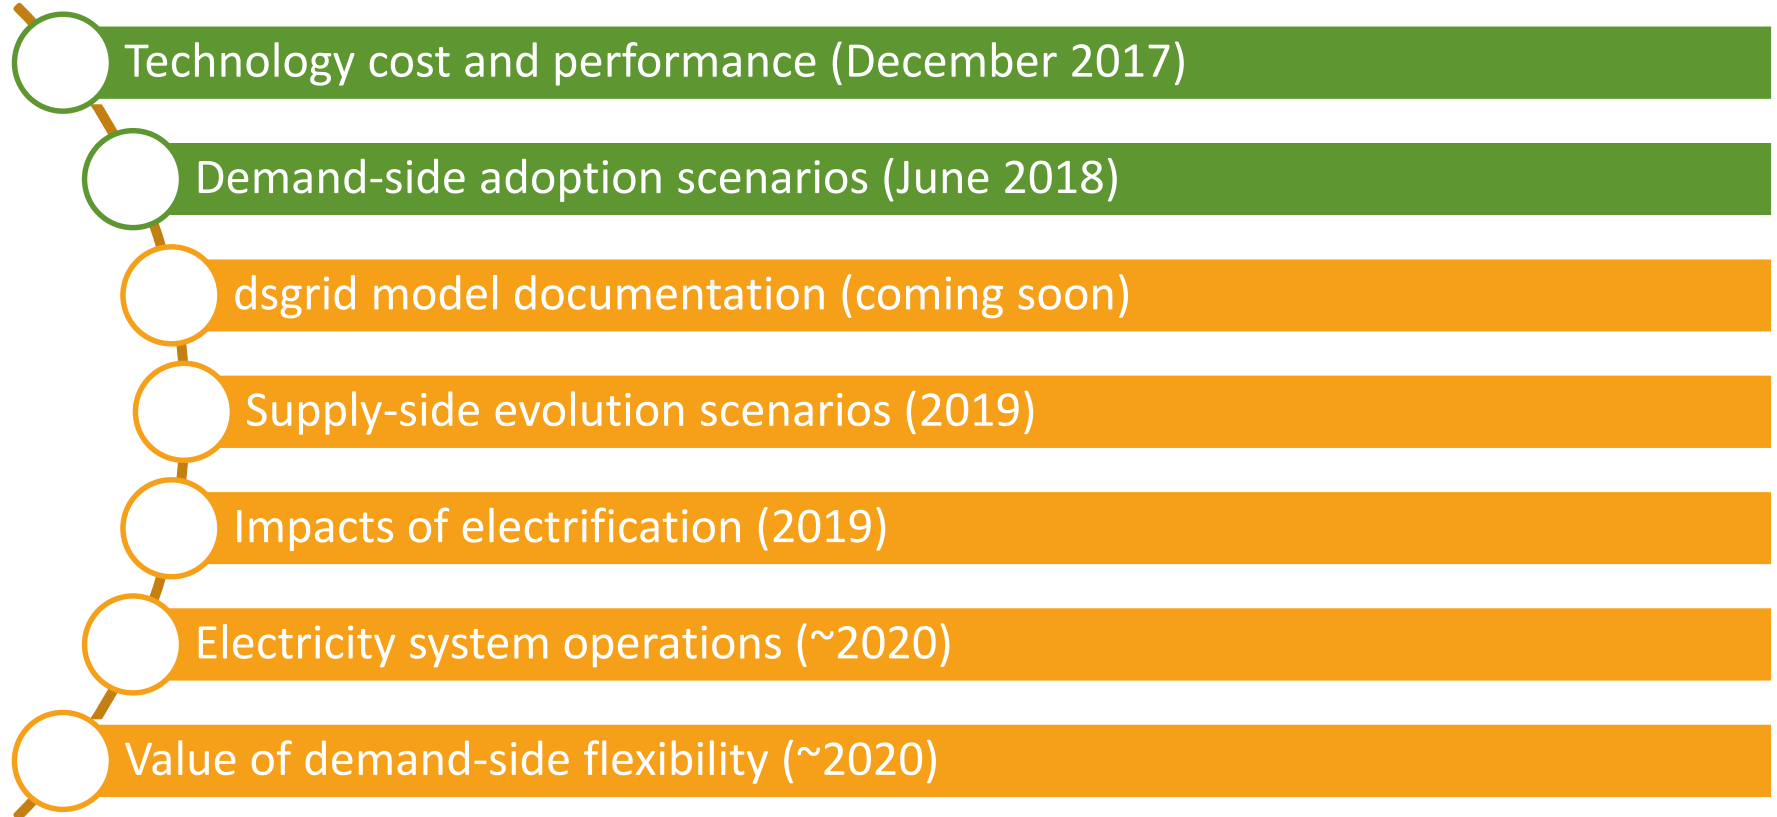 Technology cost and performance (December 2017)
Demand-side adoption scenarios (June 2018)
dsgrid model documentation (coming soon)
Supply-side evolution scenarios (2019)
Impacts of electrification (2019)
Electricity system operations (~2020)
Value of demand-side flexibility (~2020)